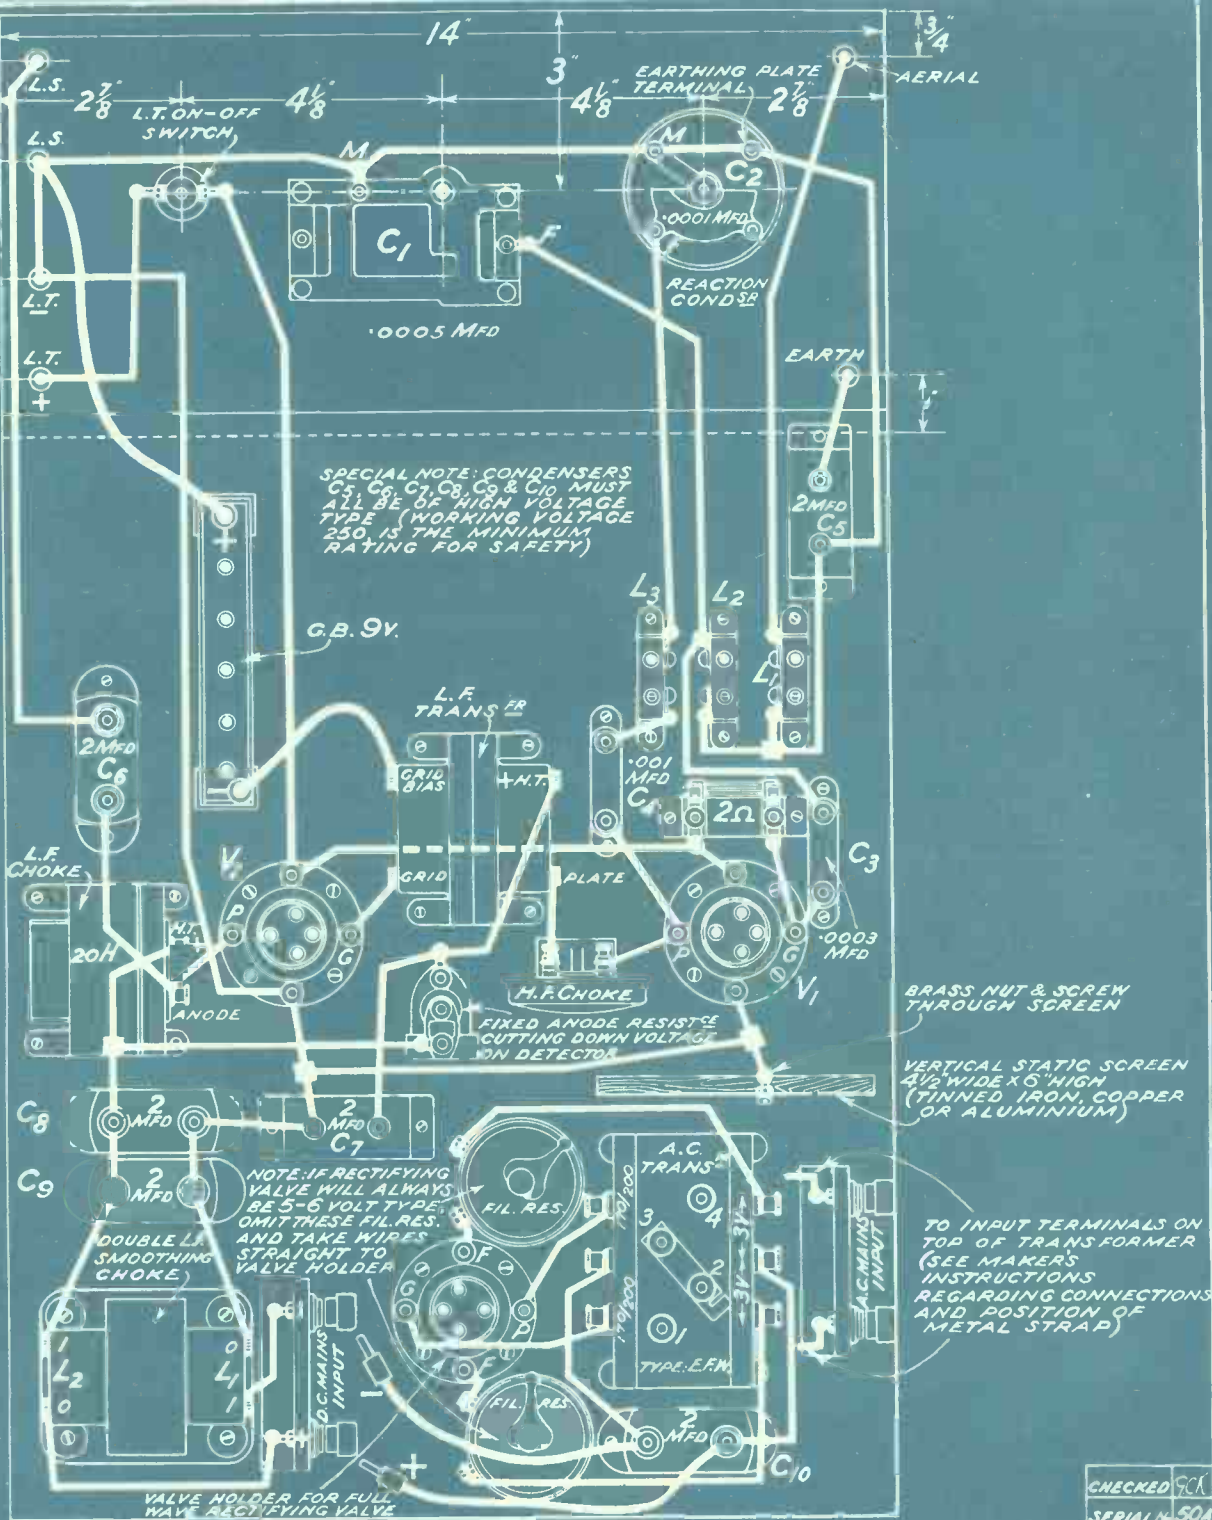 14"
3/4"
3"
L.S.
2 7/8"
4 1/8"
4 1/8"
2 7/8"
EARTHING PLATE
TERMINAL
AERIAL
L.T. ON-OFF
SWITCH
L.S.
M
M
C2
.0001 MFD
C1
F
F
REACTION
CONDSR
.0005 MFD
L.T.
-
L.T.
+
EARTH
1"
SPECIAL NOTE: CONDENSERS
C5, C6, C7, C8, C9 & C10 MUST
ALL BE OF HIGH VOLTAGE
TYPE (WORKING VOLTAGE
250 IS THE MINIMUM
RATING FOR SAFETY)
2MFD
C5
+
G.B. 9V.
-
L3
L2
L1
L.F.
TRANSFR
2MFD
C6
GRID
BIAS
+H.T.
.001
MFD
C4
2Ω
C3
L.F.
CHOKE
GRID
PLATE
.0003
MFD
20H
H.T.
+
ANODE
P
G
P
G
V1
H.F. CHOKE
FIXED ANODE RESISTCE
CUTTING DOWN VOLTAGE
ON DETECTOR
BRASS NUT & SCREW
THROUGH SCREEN
VERTICAL STATIC SCREEN
4 1/2" WIDE X 6" HIGH
(TINNED IRON, COPPER
OR ALUMINIUM)
C8
2
MFD
2
MFD
C7
C9
2
MFD
NOTE: IF RECTIFYING
VALVE WILL ALWAYS
BE 5-6 VOLT TYPE,
OMIT THESE FIL. RES.
AND TAKE WIRES
STRAIGHT TO
VALVE HOLDER
FIL. RES.
A.C.
TRANSR
170/200
170/200
4
3
2
1
3V
3V
TYPE: E.F.W.
A.C. MAINS
INPUT
TO INPUT TERMINALS ON
TOP OF TRANSFORMER
(SEE MAKER'S
INSTRUCTIONS
REGARDING CONNECTIONS
AND POSITION OF
METAL STRAP)
DOUBLE L.F.
SMOOTHING
CHOKE
1
L2
0
0
L1
1
D.C. MAINS
INPUT
F
G
P
F
-
+
FIL. RES.
2
MFD
C10
VALVE HOLDER FOR FULL
WAVE RECTIFYING VALVE
CHECKED GCK